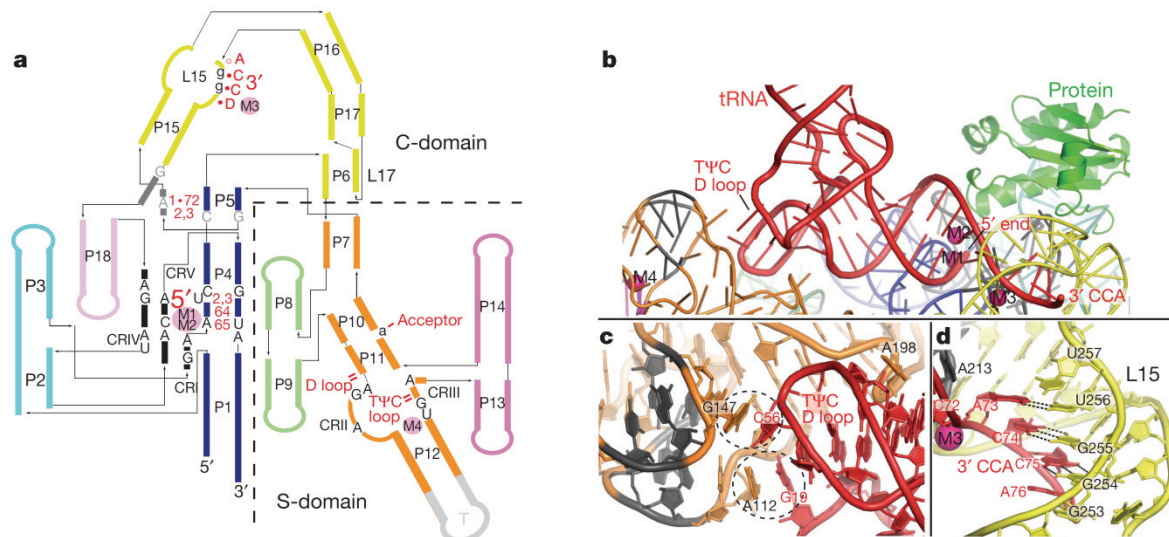 a
P16
L15
g
g
A
C
C
D
3′
M3
P15
P17
C-domain
G
A
1•72
2,3
P5
C
G
P6
L17
P18
P3
P2
CRV
P4
5′
U
C
A
M1
M2
2,3
64
65
G
U
A
A
G
A
U
CRIV
A
C
A
A
G
CRI
P1
5′
3′
P7
P8
P9
P10
P11
a
Acceptor
D loop
G
A
TΨC
loop
A
G
U
CRIII
CRII
A
M4
P12
T
P14
P13
S-domain
b
tRNA
Protein
TΨC
D loop
5′ end
M2
M1
M4
M3
3′ CCA
c
A198
G147
C56
TΨC
D loop
G19
A112
d
A213
U257
L15
C72
A73
U256
M3
C74
G255
3′ CCA
C75
G254
A76
G253